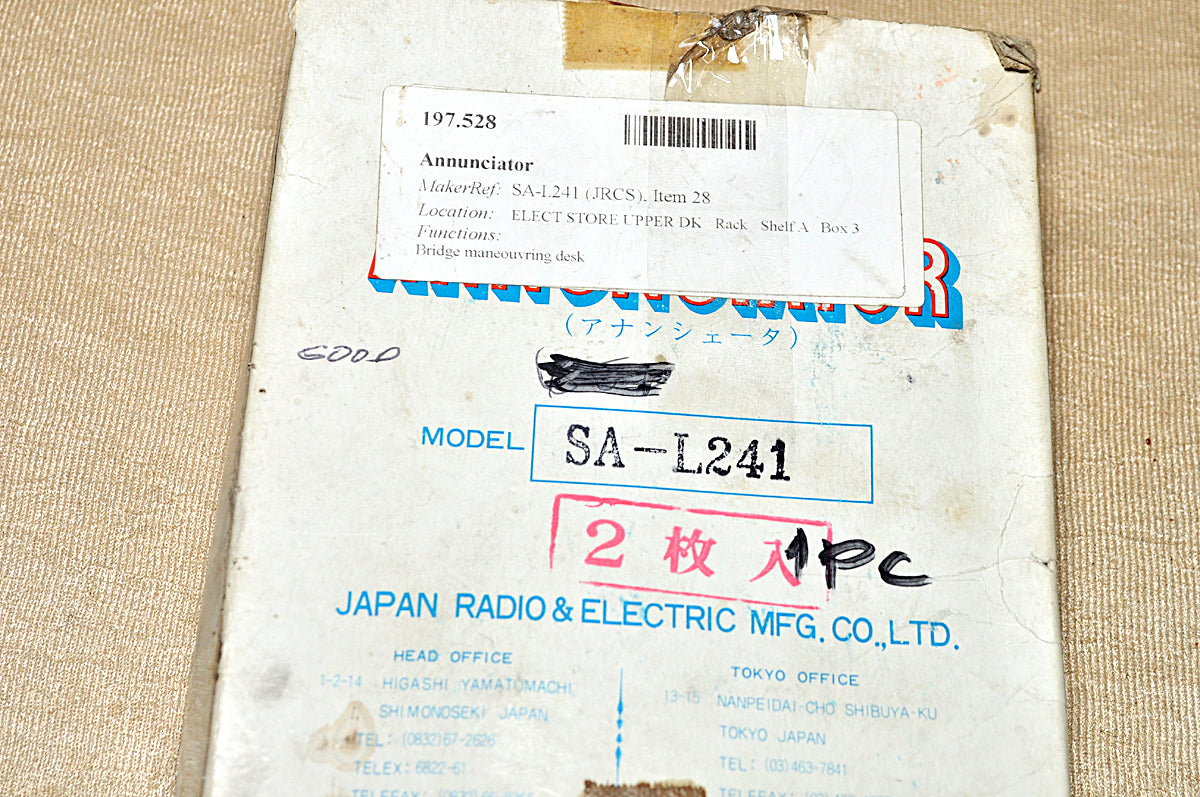 197.528
Annunciator
MakerRef: SA-L241 (JRCS), Item 28
Location: ELECT STORE UPPER DK Rack Shelf A Box 3
Functions:
Bridge maneouvring desk
ANNUNCIATOR
(アナンシェータ)
GOOD
MODEL SA-L241
2枚入 1PC
JAPAN RADIO & ELECTRIC MFG. CO., LTD.
HEAD OFFICE
1-2-14 HIGASHI YAMATOMACHI
SHIMONOSEKI JAPAN
TEL: (0832)67-2626
TELEX: 6822-61
TELEFAX:
TOKYO OFFICE
13-15 NANPEIDAI-CHO SHIBUYA-KU
TOKYO JAPAN
TEL: (03)463-7841
TELEFAX: